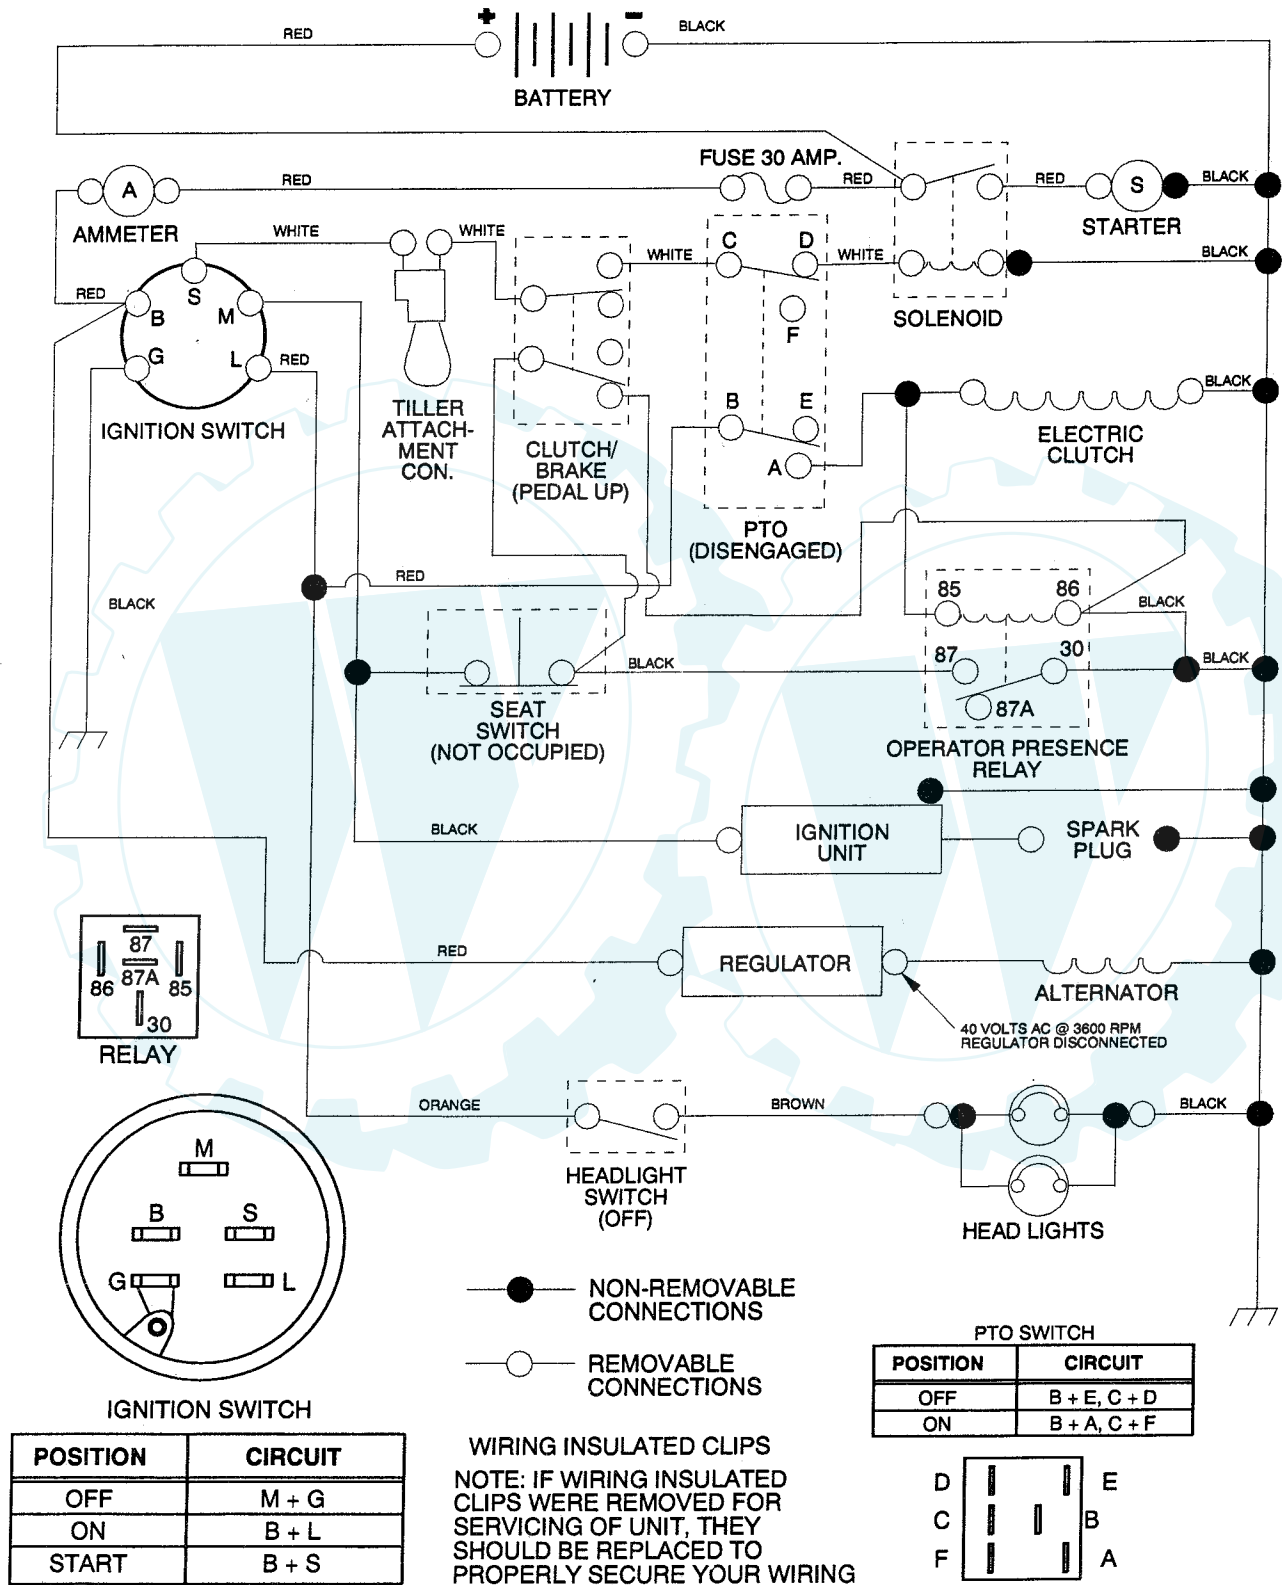 + -
RED BLACK
BATTERY
FUSE 30 AMP.
A RED RED RED S BLACK
AMMETER STARTER
WHITE WHITE C D
WHITE WHITE BLACK
S
RED B M
F
SOLENOID
G L RED
BLACK
TILLER
ATTACH-
MENT
CON.
B E
IGNITION SWITCH
CLUTCH/
BRAKE
(PEDAL UP)
A
ELECTRIC
CLUTCH
PTO
(DISENGAGED)
RED
85 86
BLACK
BLACK
87 30
BLACK BLACK
87A
SEAT
SWITCH
(NOT OCCUPIED)
OPERATOR PRESENCE
RELAY
BLACK
IGNITION
UNIT
SPARK
PLUG
87
86 87A 85
30
RELAY
RED REGULATOR
ALTERNATOR
40 VOLTS AC @ 3600 RPM
REGULATOR DISCONNECTED
ORANGE BROWN BLACK
HEADLIGHT
SWITCH
(OFF)
HEAD LIGHTS
M
B S
G L
IGNITION SWITCH
NON-REMOVABLE
CONNECTIONS
REMOVABLE
CONNECTIONS
PTO SWITCH
POSITION CIRCUIT
OFF B + E, C + D
ON B + A, C + F
POSITION CIRCUIT
OFF M + G
ON B + L
START B + S
WIRING INSULATED CLIPS
NOTE: IF WIRING INSULATED
CLIPS WERE REMOVED FOR
SERVICING OF UNIT, THEY
SHOULD BE REPLACED TO
PROPERLY SECURE YOUR WIRING
D E
C B
F A